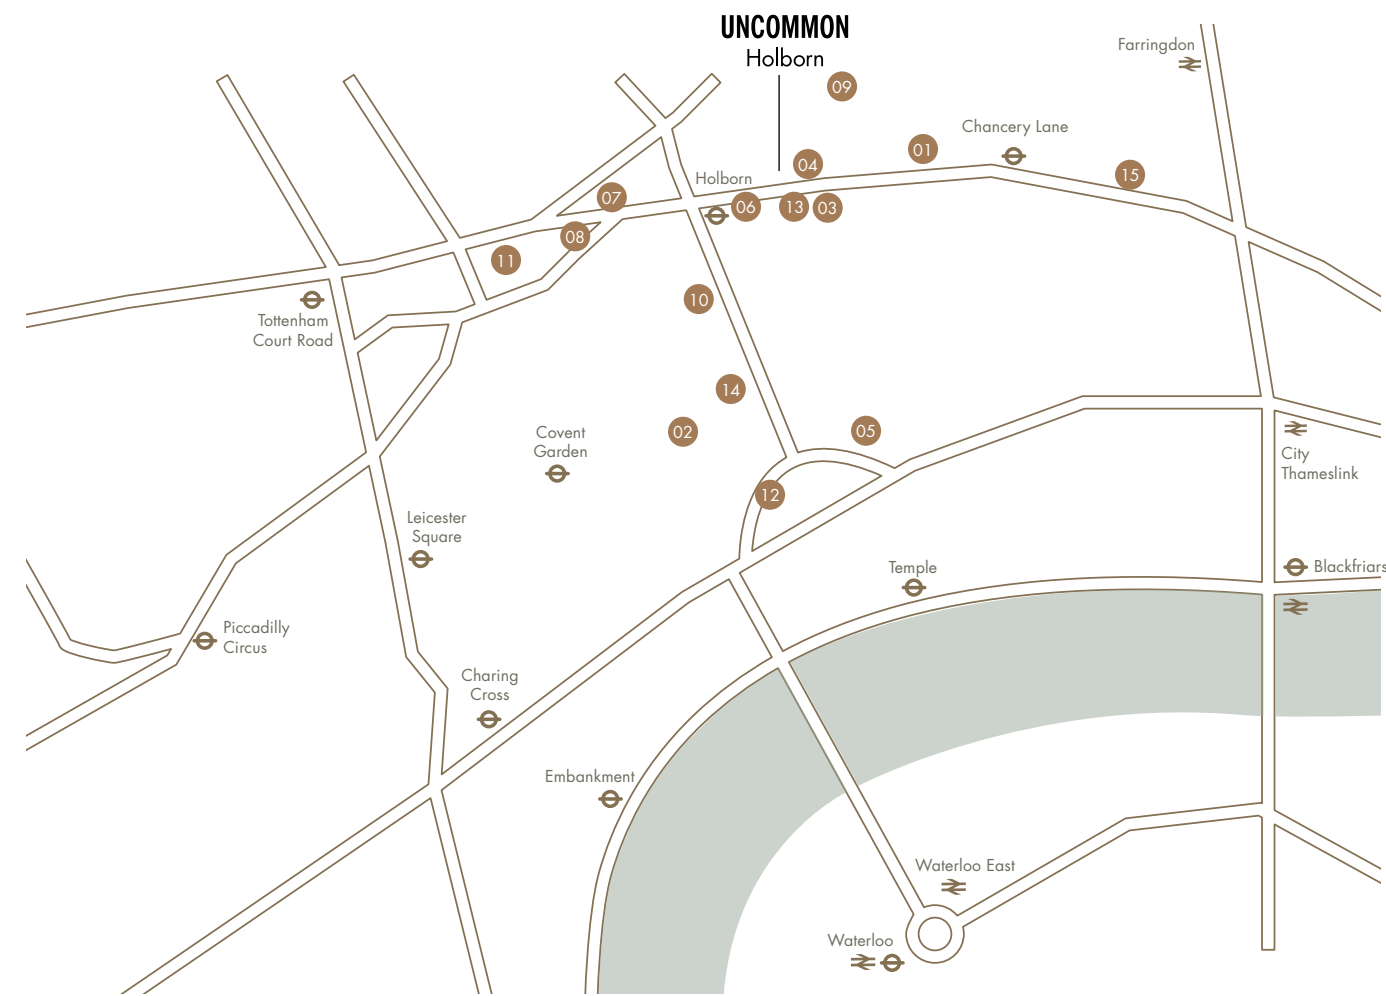 UNCOMMON
Holborn
Farringdon
09
Chancery Lane
01
04
15
Holborn
07
06
13
03
08
11
10
Tottenham
Court Road
14
02
05
Covent
Garden
City
Thameslink
12
Leicester
Square
Temple
Blackfriars
Piccadilly
Circus
Charing
Cross
Embankment
Waterloo East
Waterloo